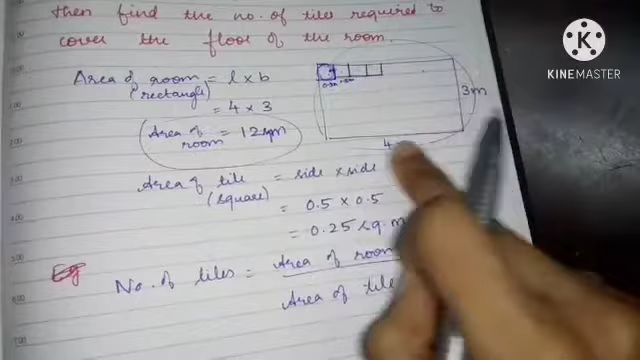 then find the no. of tiles required to
cover the floor of the room.
Area of room = l x b
(rectangle)
= 4 x 3
Area of room = 12 sqm
3m
4
Area of tile = side x side
(square)
= 0.5 x 0.5
= 0.25 sq.m
Eg
No. of tiles = Area of room
Area of tile
KINEMASTER